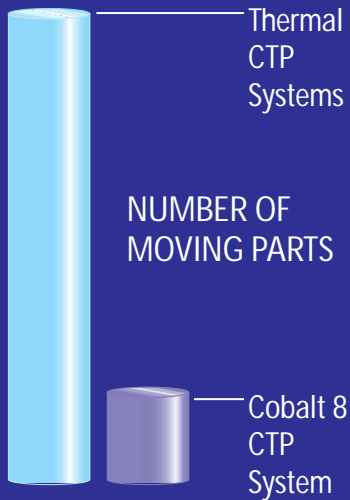 Thermal
CTP
Systems
NUMBER OF
MOVING PARTS
Cobalt 8
CTP
System